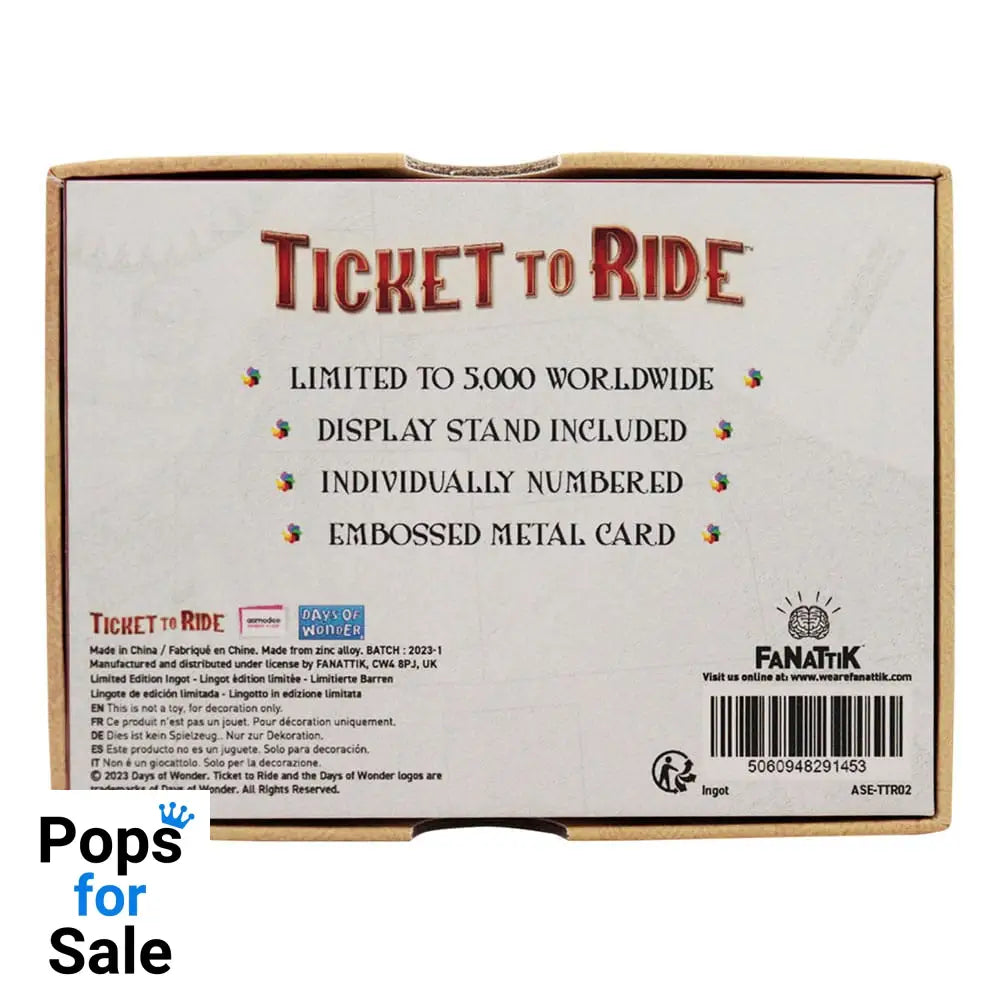 TICKET TO RIDE™
LIMITED TO 5,000 WORLDWIDE
DISPLAY STAND INCLUDED
INDIVIDUALLY NUMBERED
EMBOSSED METAL CARD
TICKET TO RIDE
asmodee
DAYS OF
WONDER
Made in China / Fabriqué en Chine. Made from zinc alloy. BATCH : 2023-1
Manufactured and distributed under license by FANATTIK, CW4 8PJ, UK
Limited Edition Ingot - Lingot édition limitée - Limitierte Barren
Lingote de edición limitada - Lingotto in edizione limitata
EN This is not a toy, for decoration only.
FR Ce produit n'est pas un jouet. Pour décoration uniquement.
DE Dies ist kein Spielzeug.. Nur zur Dekoration.
ES Este producto no es un juguete. Solo para decoración.
IT Non è un giocattolo. Solo per la decorazione.
© 2023 Days of Wonder. Ticket to Ride and the Days of Wonder logos are
trademarks of Days of Wonder. All Rights Reserved.
FANATTIK
Visit us online at: www.wearefanattik.com
5060948291453
Ingot
ASE-TTR02
Pops
for
Sale